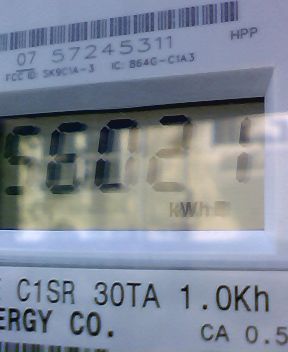 07 57245311
HPP
FCC ID: SK9C1A-3 IC: 864G-C1A3
56021
kWh
C1SR 30TA 1.0Kh
ERGY CO.
CA 0.5